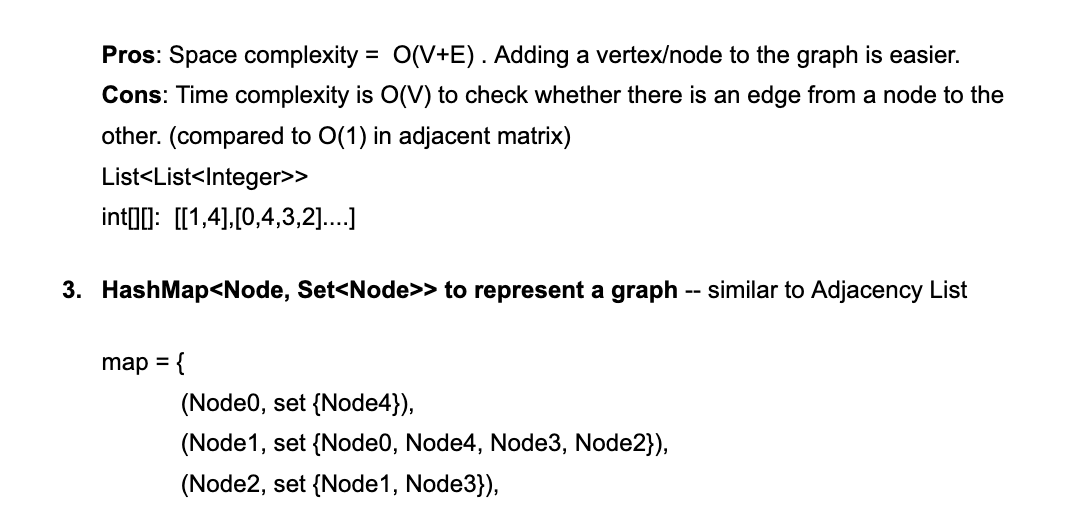 Pros: Space complexity = O(V+E) . Adding a vertex/node to the graph is easier.
Cons: Time complexity is O(V) to check whether there is an edge from a node to the
other. (compared to O(1) in adjacent matrix)
List<List<Integer>>
int[][]: [[1,4],[0,4,3,2]....]
3. HashMap<Node, Set<Node>> to represent a graph -- similar to Adjacency List
map = {
(Node0, set {Node4}),
(Node1, set {Node0, Node4, Node3, Node2}),
(Node2, set {Node1, Node3}),